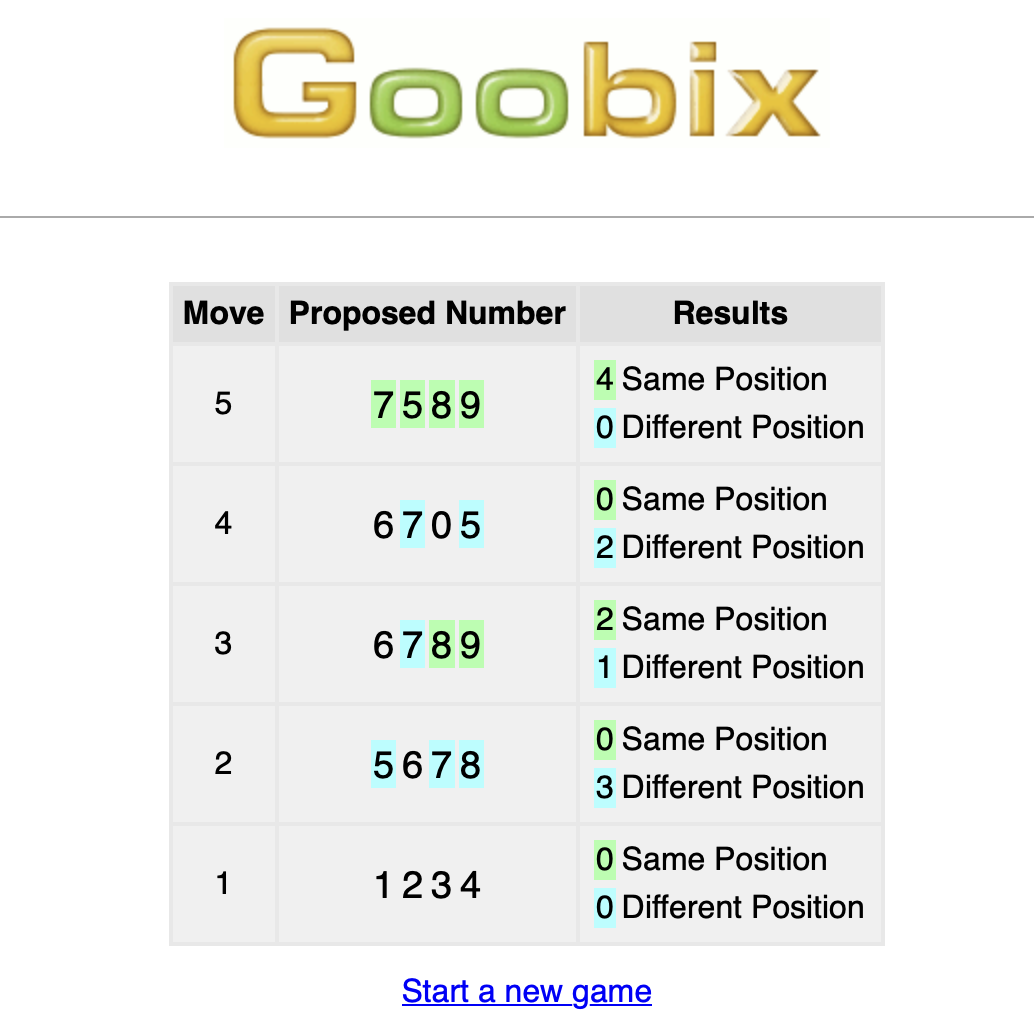 Goobix
Move Proposed Number Results
5 7589 4 Same Position
0 Different Position
4 6705 0 Same Position
2 Different Position
3 6789 2 Same Position
1 Different Position
2 5678 0 Same Position
3 Different Position
1 1234 0 Same Position
0 Different Position
Start a new game